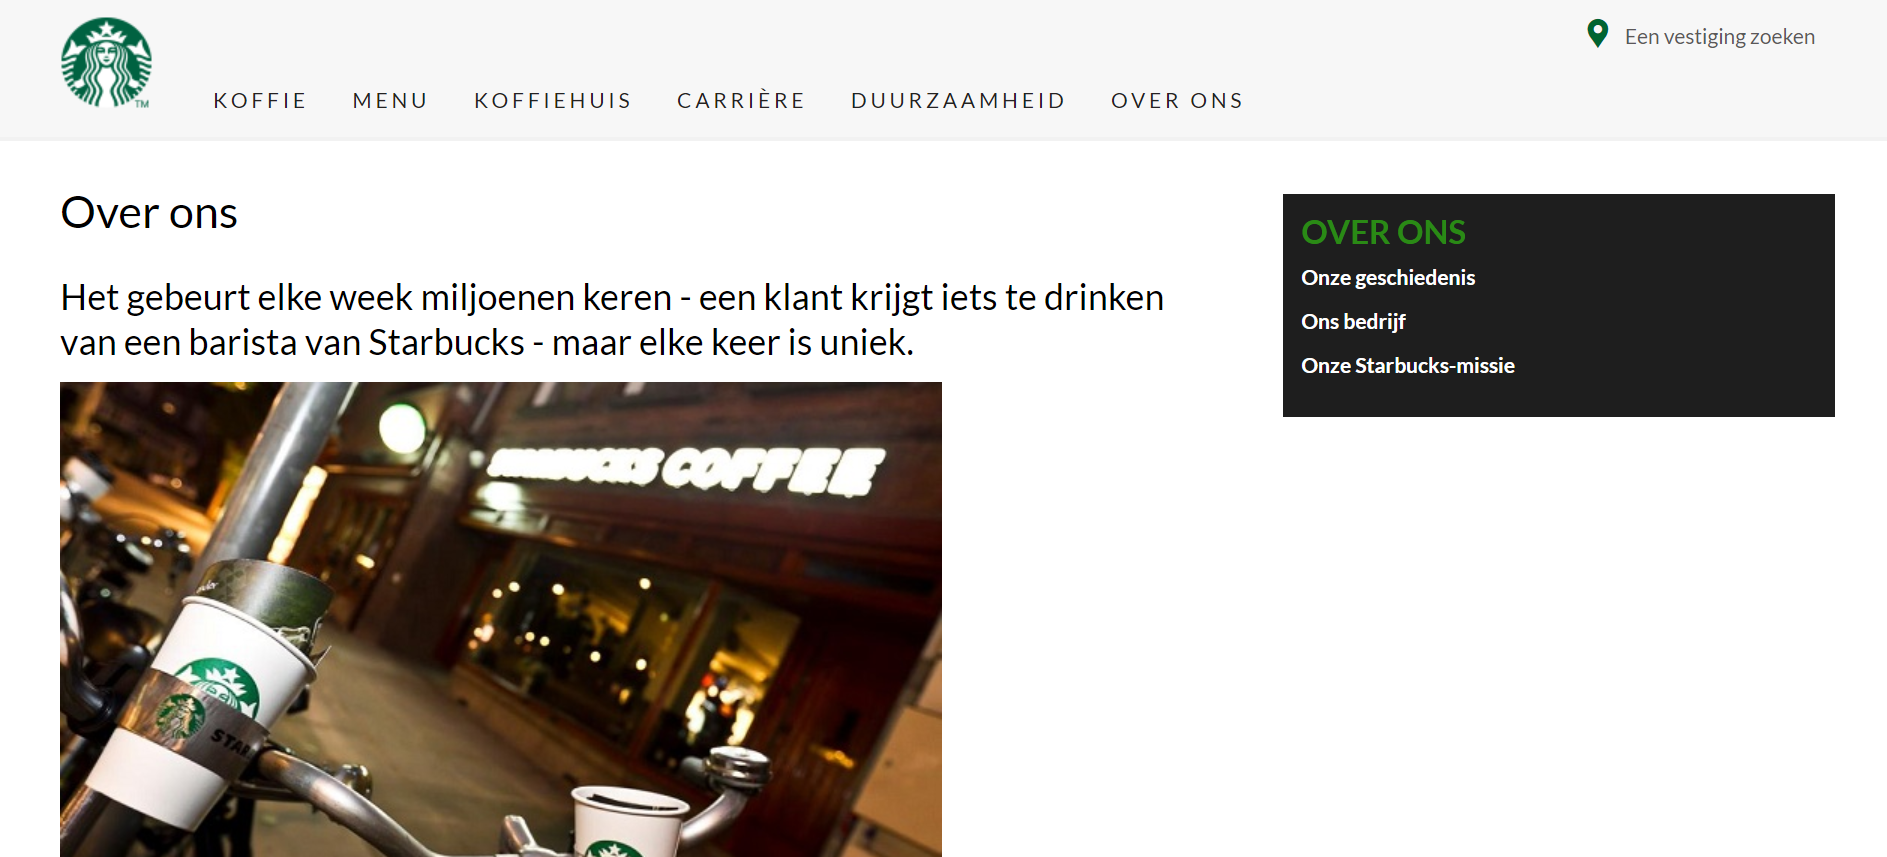 TM
Een vestiging zoeken
KOFFIE MENU KOFFIEHUIS CARRIÈRE DUURZAAMHEID OVER ONS
Over ons
Het gebeurt elke week miljoenen keren - een klant krijgt iets te drinken
van een barista van Starbucks - maar elke keer is uniek.
OVER ONS
Onze geschiedenis
Ons bedrijf
Onze Starbucks-missie
STARBUCKS COFFEE
STAR